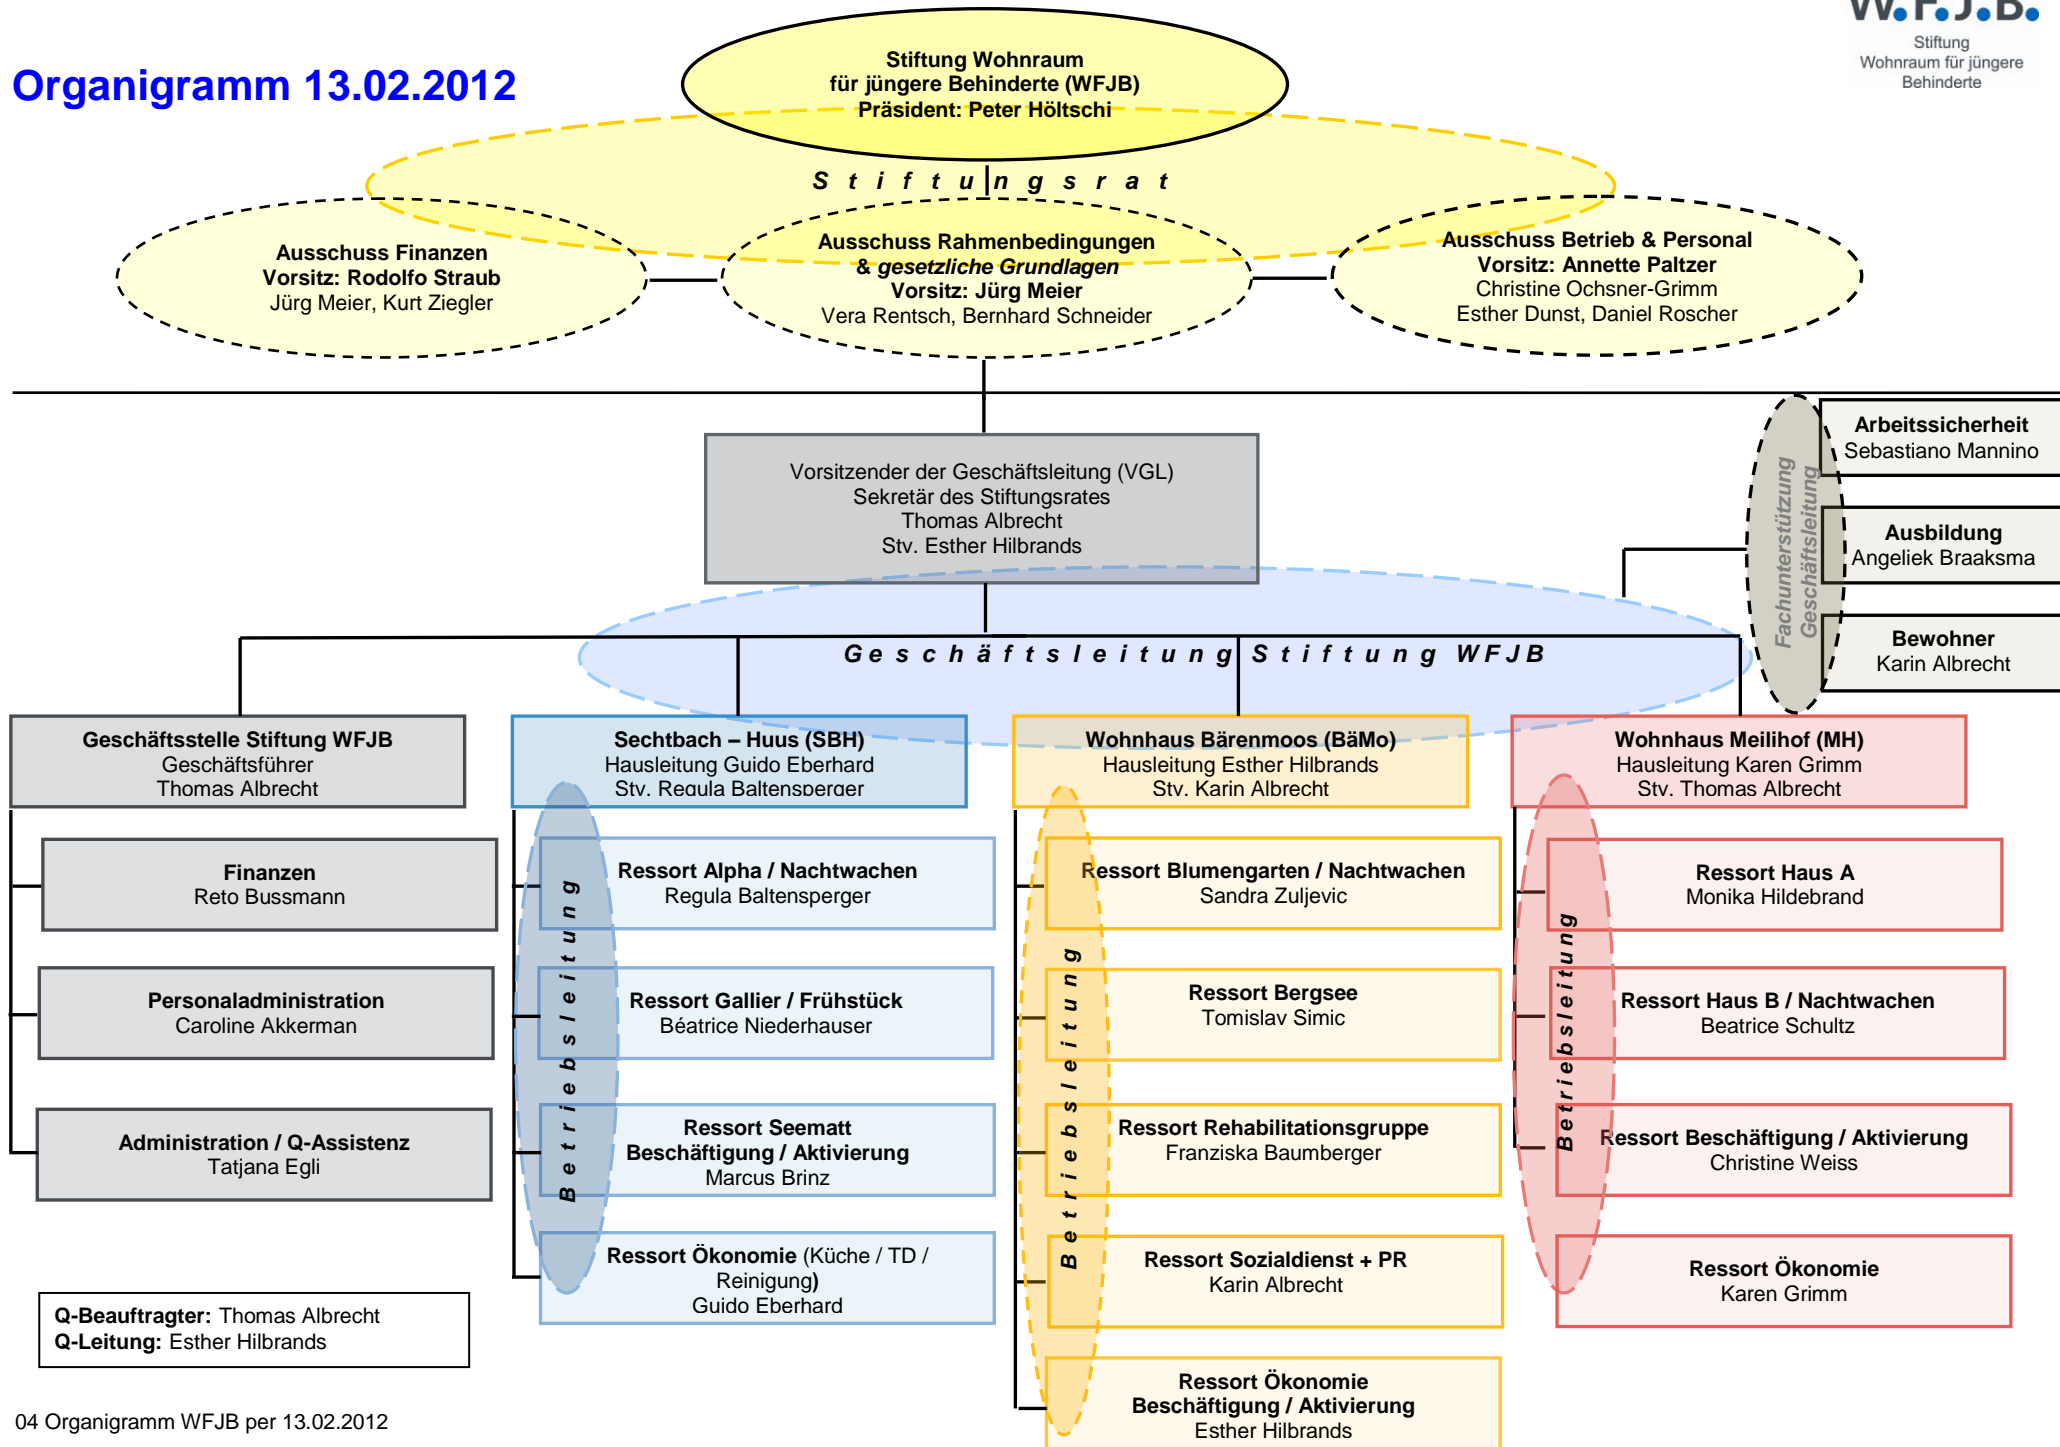 W.F.J.B.
Stiftung
Wohnraum für jüngere
Behinderte
Organigramm 13.02.2012
Stiftung Wohnraum
für jüngere Behinderte (WFJB)
Präsident: Peter Höltschi
Stiftungsrat
Ausschuss Finanzen
Vorsitz: Rodolfo Straub
Jürg Meier, Kurt Ziegler
Ausschuss Rahmenbedingungen
& gesetzliche Grundlagen
Vorsitz: Jürg Meier
Vera Rentsch, Bernhard Schneider
Ausschuss Betrieb & Personal
Vorsitz: Annette Paltzer
Christine Ochsner-Grimm
Esther Dunst, Daniel Roscher
Vorsitzender der Geschäftsleitung (VGL)
Sekretär des Stiftungsrates
Thomas Albrecht
Stv. Esther Hilbrands
Fachunterstützung
Geschäftsleitung
Arbeitssicherheit
Sebastiano Mannino
Ausbildung
Angeliek Braaksma
Bewohner
Karin Albrecht
Geschäftsleitung Stiftung WFJB
Geschäftsstelle Stiftung WFJB
Geschäftsführer
Thomas Albrecht
Finanzen
Reto Bussmann
Personaladministration
Caroline Akkerman
Administration / Q-Assistenz
Tatjana Egli
Sechtbach – Huus (SBH)
Hausleitung Guido Eberhard
Stv. Regula Baltensperger
Betriebsleitung
Ressort Alpha / Nachtwachen
Regula Baltensperger
Ressort Gallier / Frühstück
Béatrice Niederhauser
Ressort Seematt
Beschäftigung / Aktivierung
Marcus Brinz
Ressort Ökonomie (Küche / TD /
Reinigung)
Guido Eberhard
Wohnhaus Bärenmoos (BäMo)
Hausleitung Esther Hilbrands
Stv. Karin Albrecht
Betriebsleitung
Ressort Blumengarten / Nachtwachen
Sandra Zuljevic
Ressort Bergsee
Tomislav Simic
Ressort Rehabilitationsgruppe
Franziska Baumberger
Ressort Sozialdienst + PR
Karin Albrecht
Ressort Ökonomie
Beschäftigung / Aktivierung
Esther Hilbrands
Wohnhaus Meilihof (MH)
Hausleitung Karen Grimm
Stv. Thomas Albrecht
Betriebsleitung
Ressort Haus A
Monika Hildebrand
Ressort Haus B / Nachtwachen
Beatrice Schultz
Ressort Beschäftigung / Aktivierung
Christine Weiss
Ressort Ökonomie
Karen Grimm
Q-Beauftragter: Thomas Albrecht
Q-Leitung: Esther Hilbrands
04 Organigramm WFJB per 13.02.2012